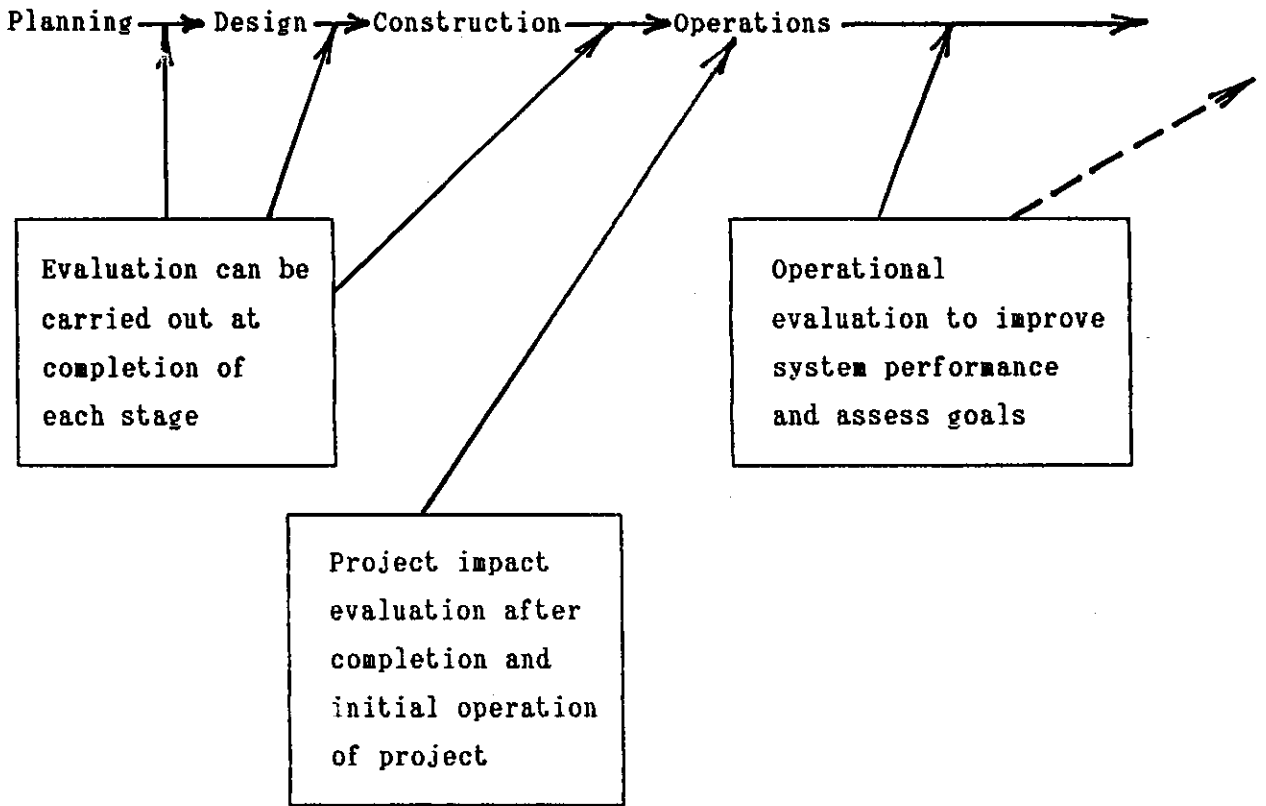 Planning Design Construction Operations
Evaluation can be
carried out at
completion of
each stage
Operational
evaluation to improve
system performance
and assess goals
Project impact
evaluation after
completion and
initial operation
of project